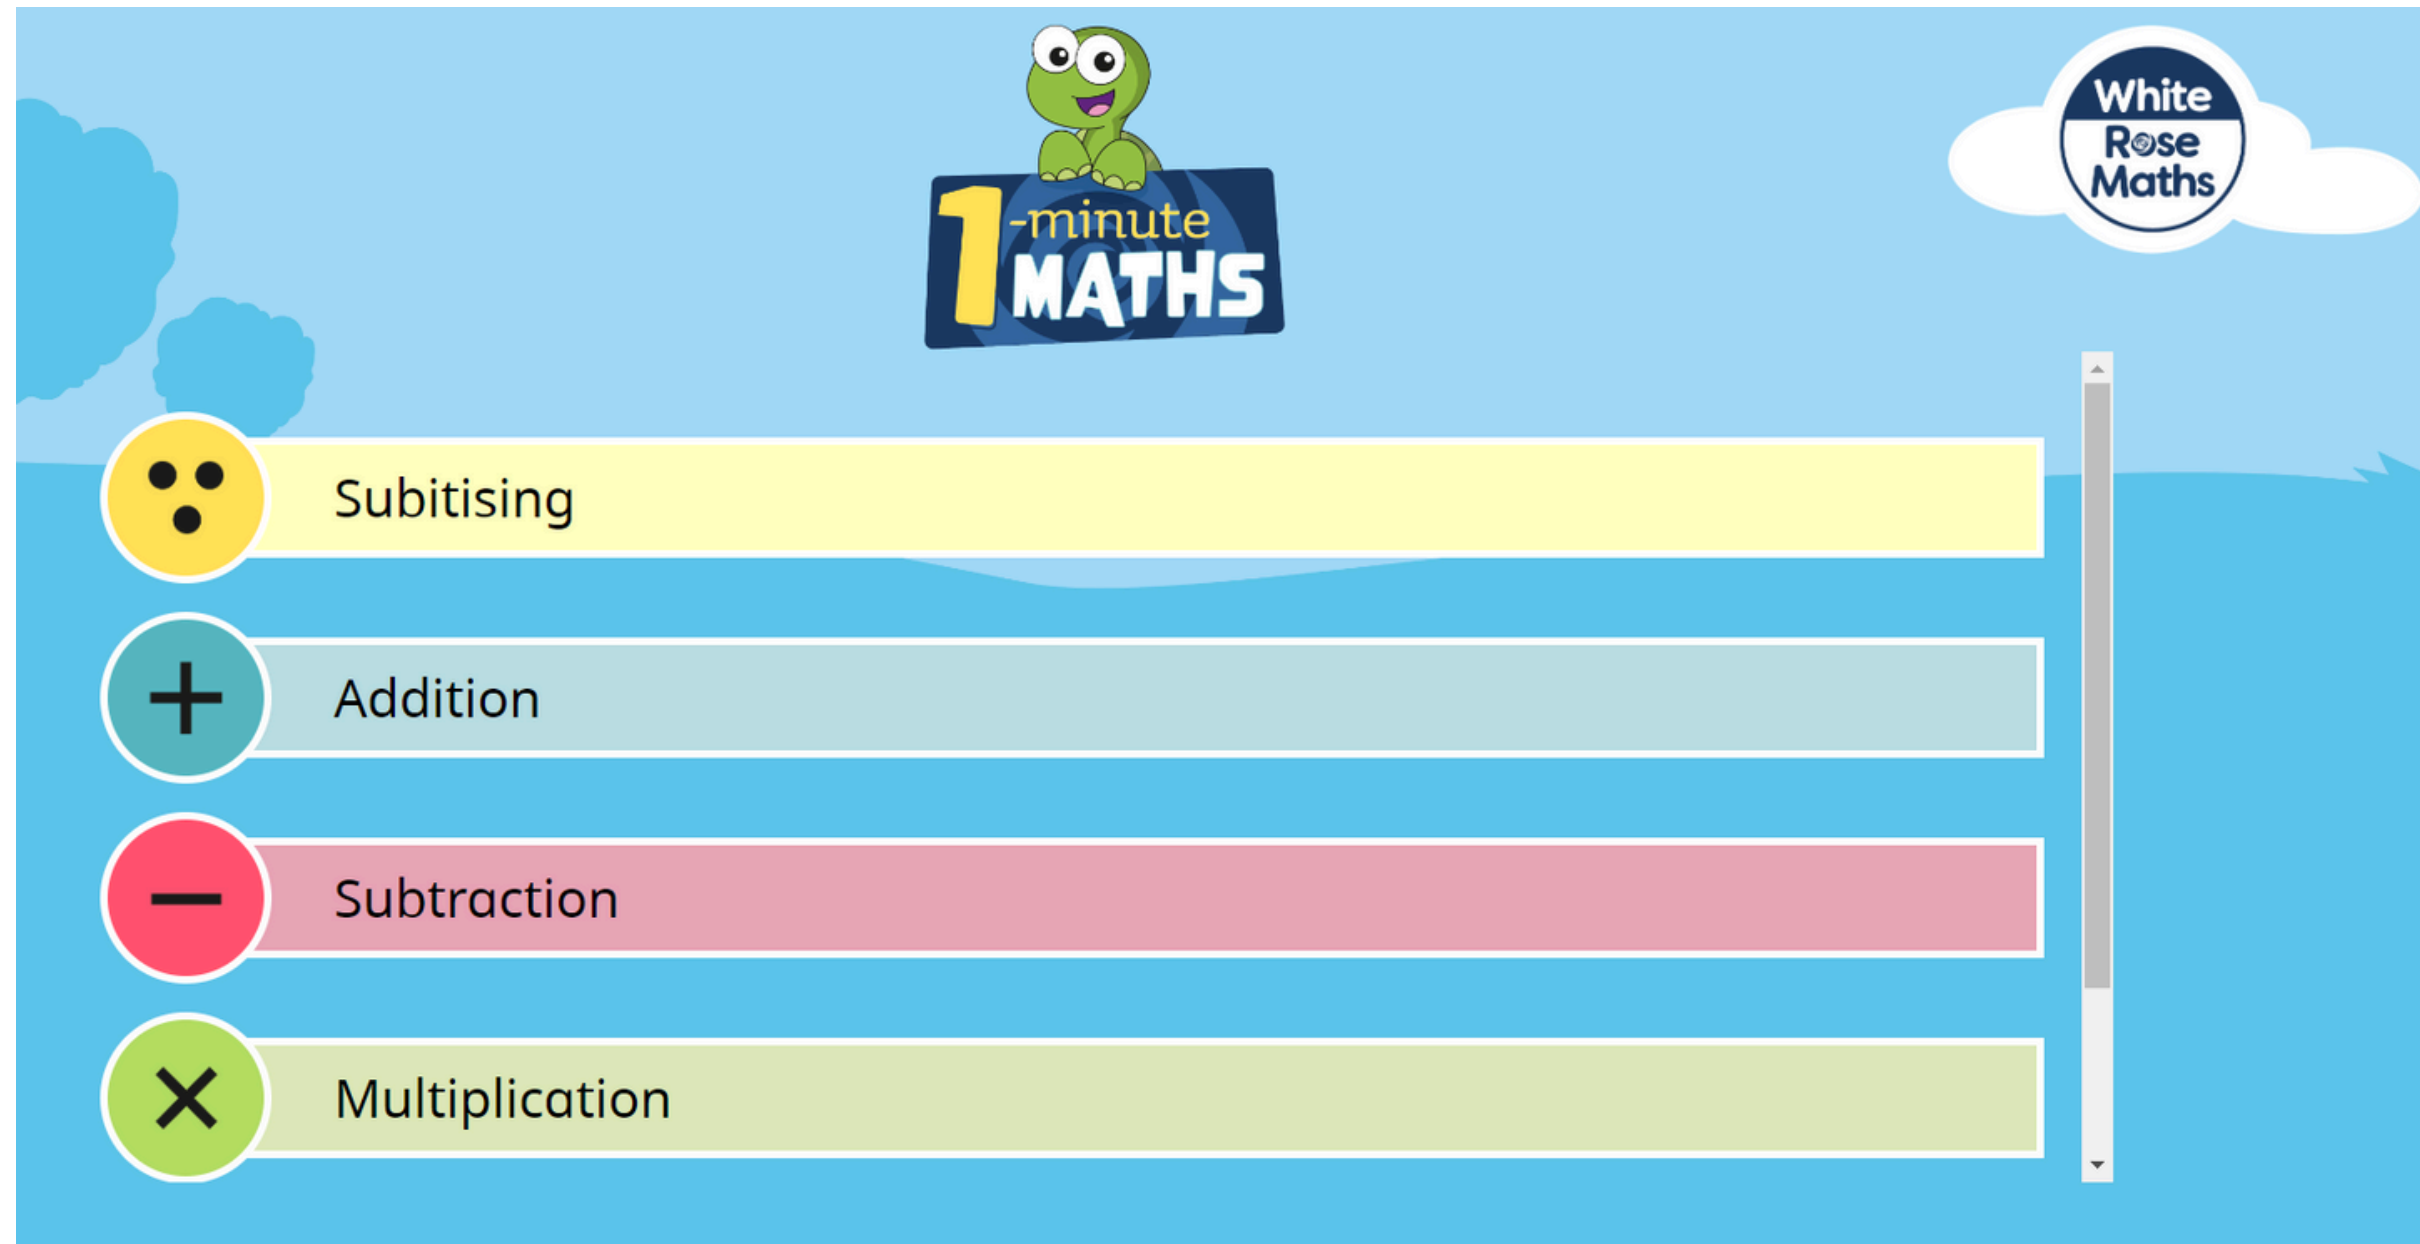 1-minute
MATHS
White
Rose
Maths
Subitising
Addition
Subtraction
Multiplication